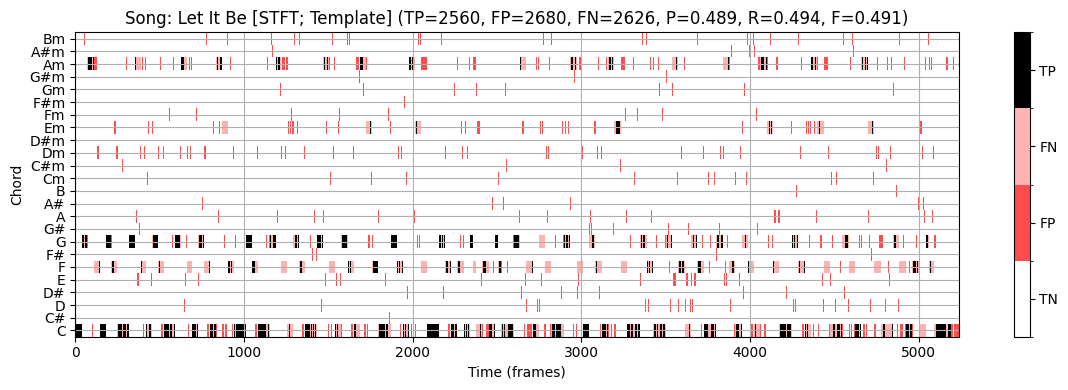 Song: Let It Be [STFT; Template] (TP=2560, FP=2680, FN=2626, P=0.489, R=0.494, F=0.491)
Chord
Bm
A#m
Am
G#m
Gm
F#m
Fm
Em
D#m
Dm
C#m
Cm
B
A#
A
G#
G
F#
F
E
D#
D
C#
C
0 1000 2000 3000 4000 5000
Time (frames)
TP
FN
FP
TN